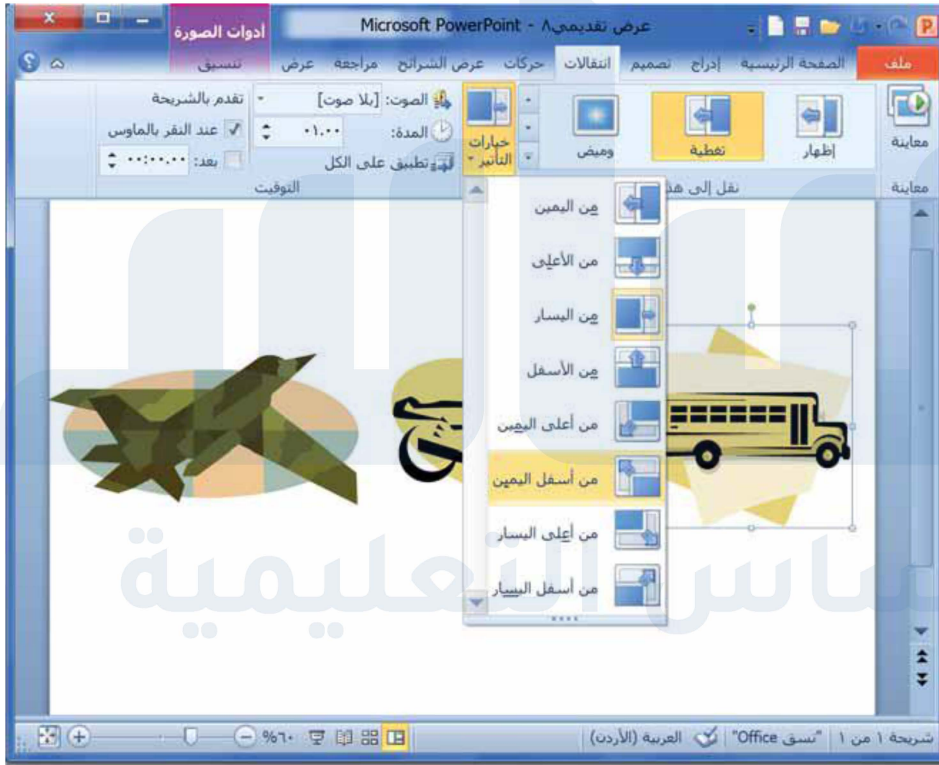 عرض تقديمي٨ - Microsoft PowerPoint
أدوات الصورة
ملف الصفحة الرئيسية إدراج تصميم انتقالات حركات عرض الشرائح مراجعة عرض تنسيق
معاينة
إظهار
تغطية
وميض
خيارات التأثير
الصوت: [بلا صوت]
المدة: ٠١.٠٠
تطبيق على الكل
تقدم بالشريحة
عند النقر بالماوس
بعد: ٠٠:٠٠.٠٠
معاينة
نقل إلى
التوقيت
من اليمين
من الأعلى
من اليسار
من الأسفل
من أعلى اليمين
من أسفل اليمين
من أعلى اليسار
من أسفل اليسار
التعليمية
شريحة ١ من ١ "نسق Office" العربية (الأردن) ٦٠%